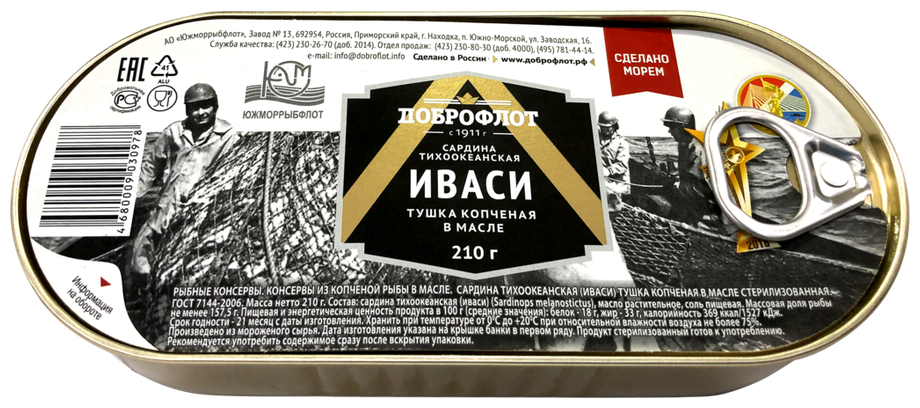 АО «Южморрыбфлот», Завод № 13, 692954, Россия, Приморский край, г. Находка, п. Южно-Морской, ул. Заводская, 16.
Служба качества: (423) 230-26-70 (доб. 2014). Отдел продаж: (423) 230-80-30 (доб. 4000), (495) 781-44-14.
e-mail: info@dobroflot.info Сделано в России · www.доброфлот.рф
СДЕЛАНО
МОРЕМ
ЕАС
41
ALU
Добровольная
РСТ
сертификация
ЮЖМОРРЫБФЛОТ
ДОБРОФЛОТ
с 1911 г
САРДИНА
ТИХООКЕАНСКАЯ
ИВАСИ
ТУШКА КОПЧЕНАЯ
В МАСЛЕ
210 г
4 680009 030978
Информация
на обороте
РЫБНЫЕ КОНСЕРВЫ. КОНСЕРВЫ ИЗ КОПЧЕНОЙ РЫБЫ В МАСЛЕ. САРДИНА ТИХООКЕАНСКАЯ (ИВАСИ) ТУШКА КОПЧЕНАЯ В МАСЛЕ СТЕРИЛИЗОВАННАЯ.
ГОСТ 7144-2006. Масса нетто 210 г. Состав: сардина тихоокеанская (иваси) (Sardinops melanostictus), масло растительное, соль пищевая. Массовая доля рыбы
не менее 157,5 г. Пищевая и энергетическая ценность продукта в 100 г (средние значения): белок - 18 г, жир - 33 г, калорийность 369 ккал/1527 кДж.
Срок годности - 21 месяц с даты изготовления. Хранить при температуре от 0°С до +20°С при относительной влажности воздуха не более 75%.
Произведено из мороженого сырья. Дата изготовления указана на крышке банки в первом ряду. Продукт стерилизованный готов к употреблению.
Рекомендуется употребить содержимое сразу после вскрытия упаковки.